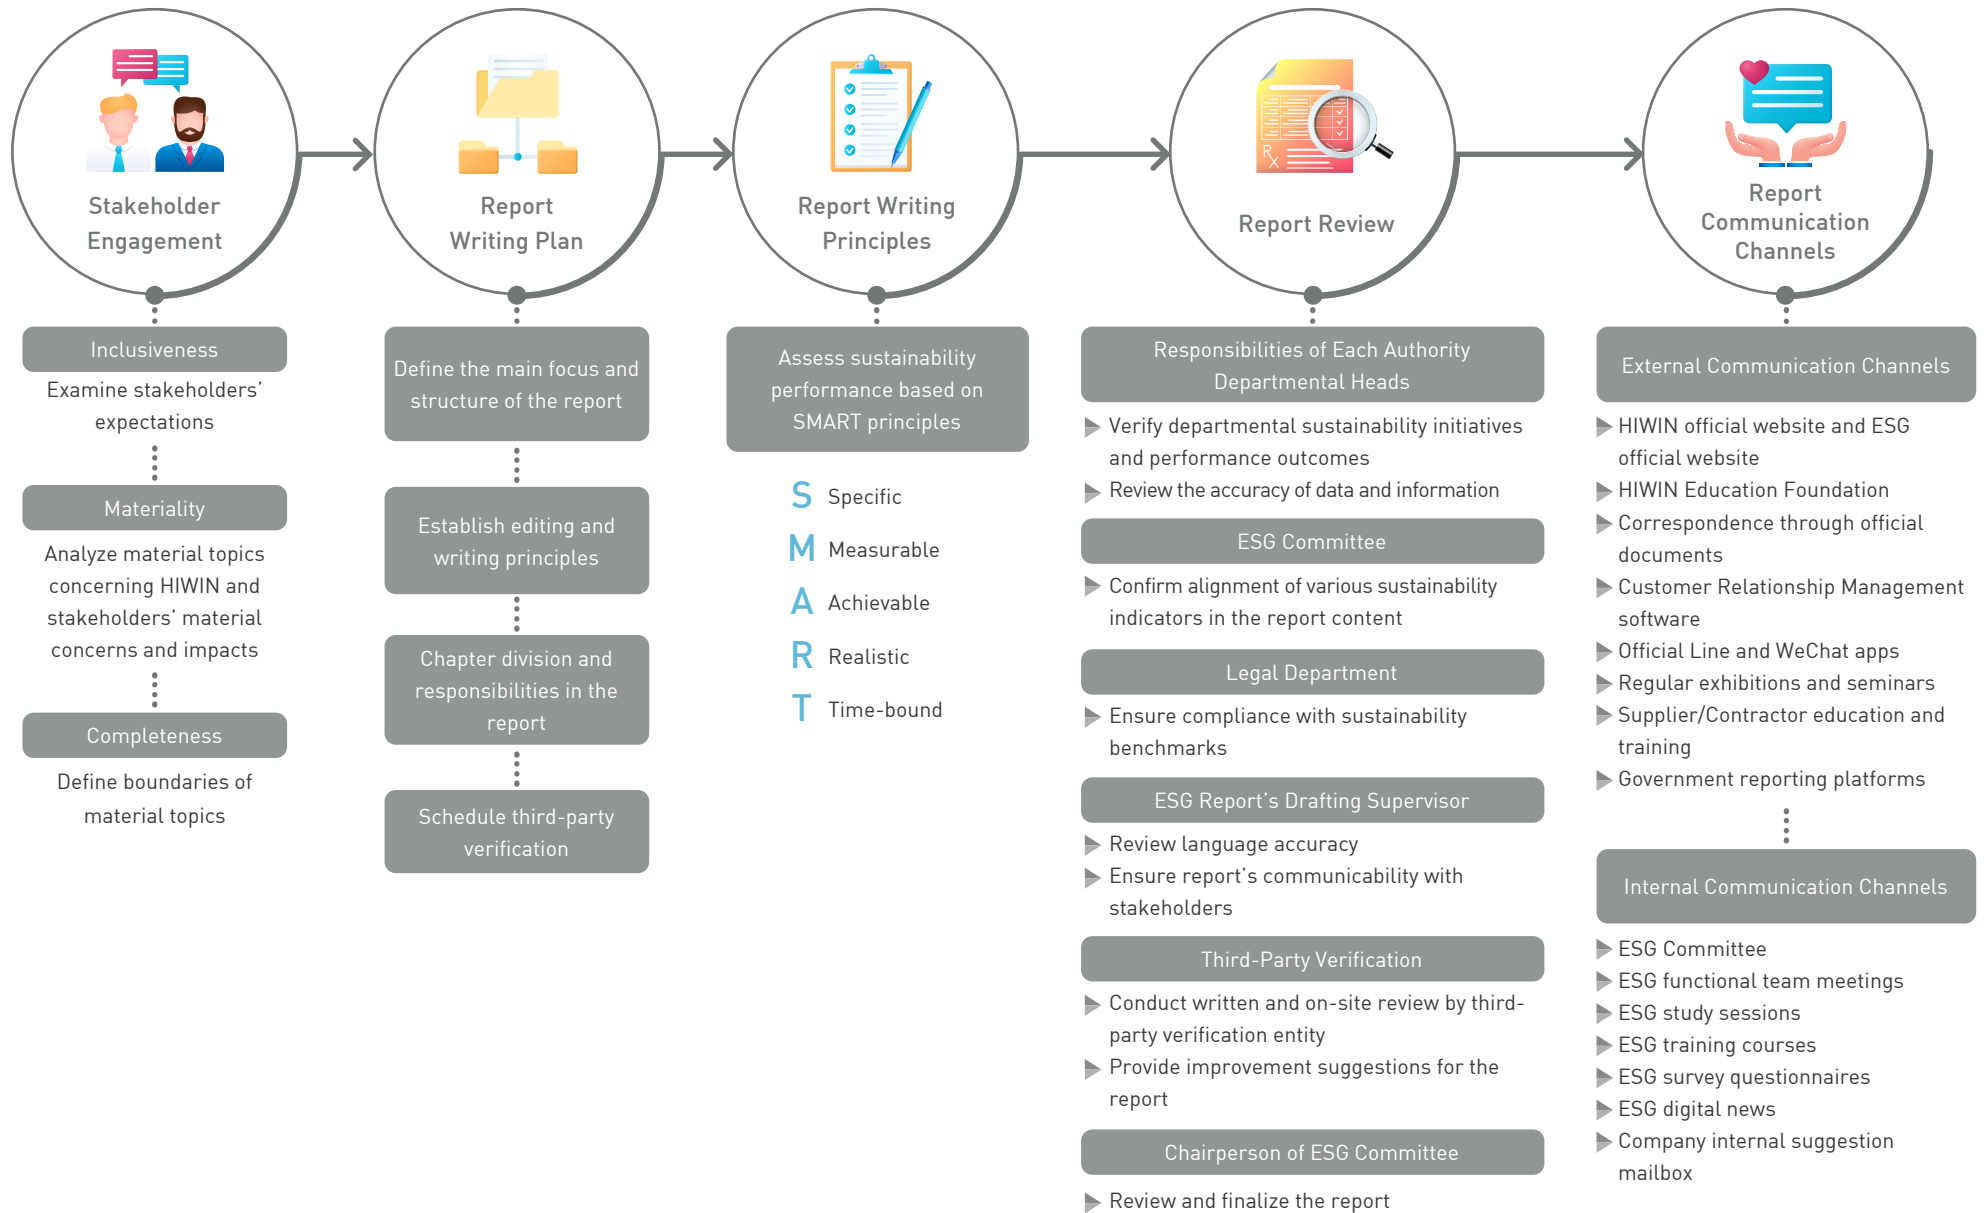 Stakeholder
Engagement
Inclusiveness
Examine stakeholders’
expectations
Materiality
Analyze material topics
concerning HIWIN and
stakeholders’ material
concerns and impacts
Completeness
Define boundaries of
material topics
Report
Writing Plan
Define the main focus and
structure of the report
Establish editing and
writing principles
Chapter division and
responsibilities in the
report
Schedule third-party
verification
Report Writing
Principles
Assess sustainability
performance based on
SMART principles
S Specific
M Measurable
A Achievable
R Realistic
T Time-bound
Rx
Report Review
Responsibilities of Each Authority
Departmental Heads
Verify departmental sustainability initiatives
and performance outcomes
Review the accuracy of data and information
ESG Committee
Confirm alignment of various sustainability
indicators in the report content
Legal Department
Ensure compliance with sustainability
benchmarks
ESG Report’s Drafting Supervisor
Review language accuracy
Ensure report’s communicability with
stakeholders
Third-Party Verification
Conduct written and on-site review by third-
party verification entity
Provide improvement suggestions for the
report
Chairperson of ESG Committee
Review and finalize the report
Report
Communication
Channels
External Communication Channels
HIWIN official website and ESG
official website
HIWIN Education Foundation
Correspondence through official
documents
Customer Relationship Management
software
Official Line and WeChat apps
Regular exhibitions and seminars
Supplier/Contractor education and
training
Government reporting platforms
Internal Communication Channels
ESG Committee
ESG functional team meetings
ESG study sessions
ESG training courses
ESG survey questionnaires
ESG digital news
Company internal suggestion
mailbox